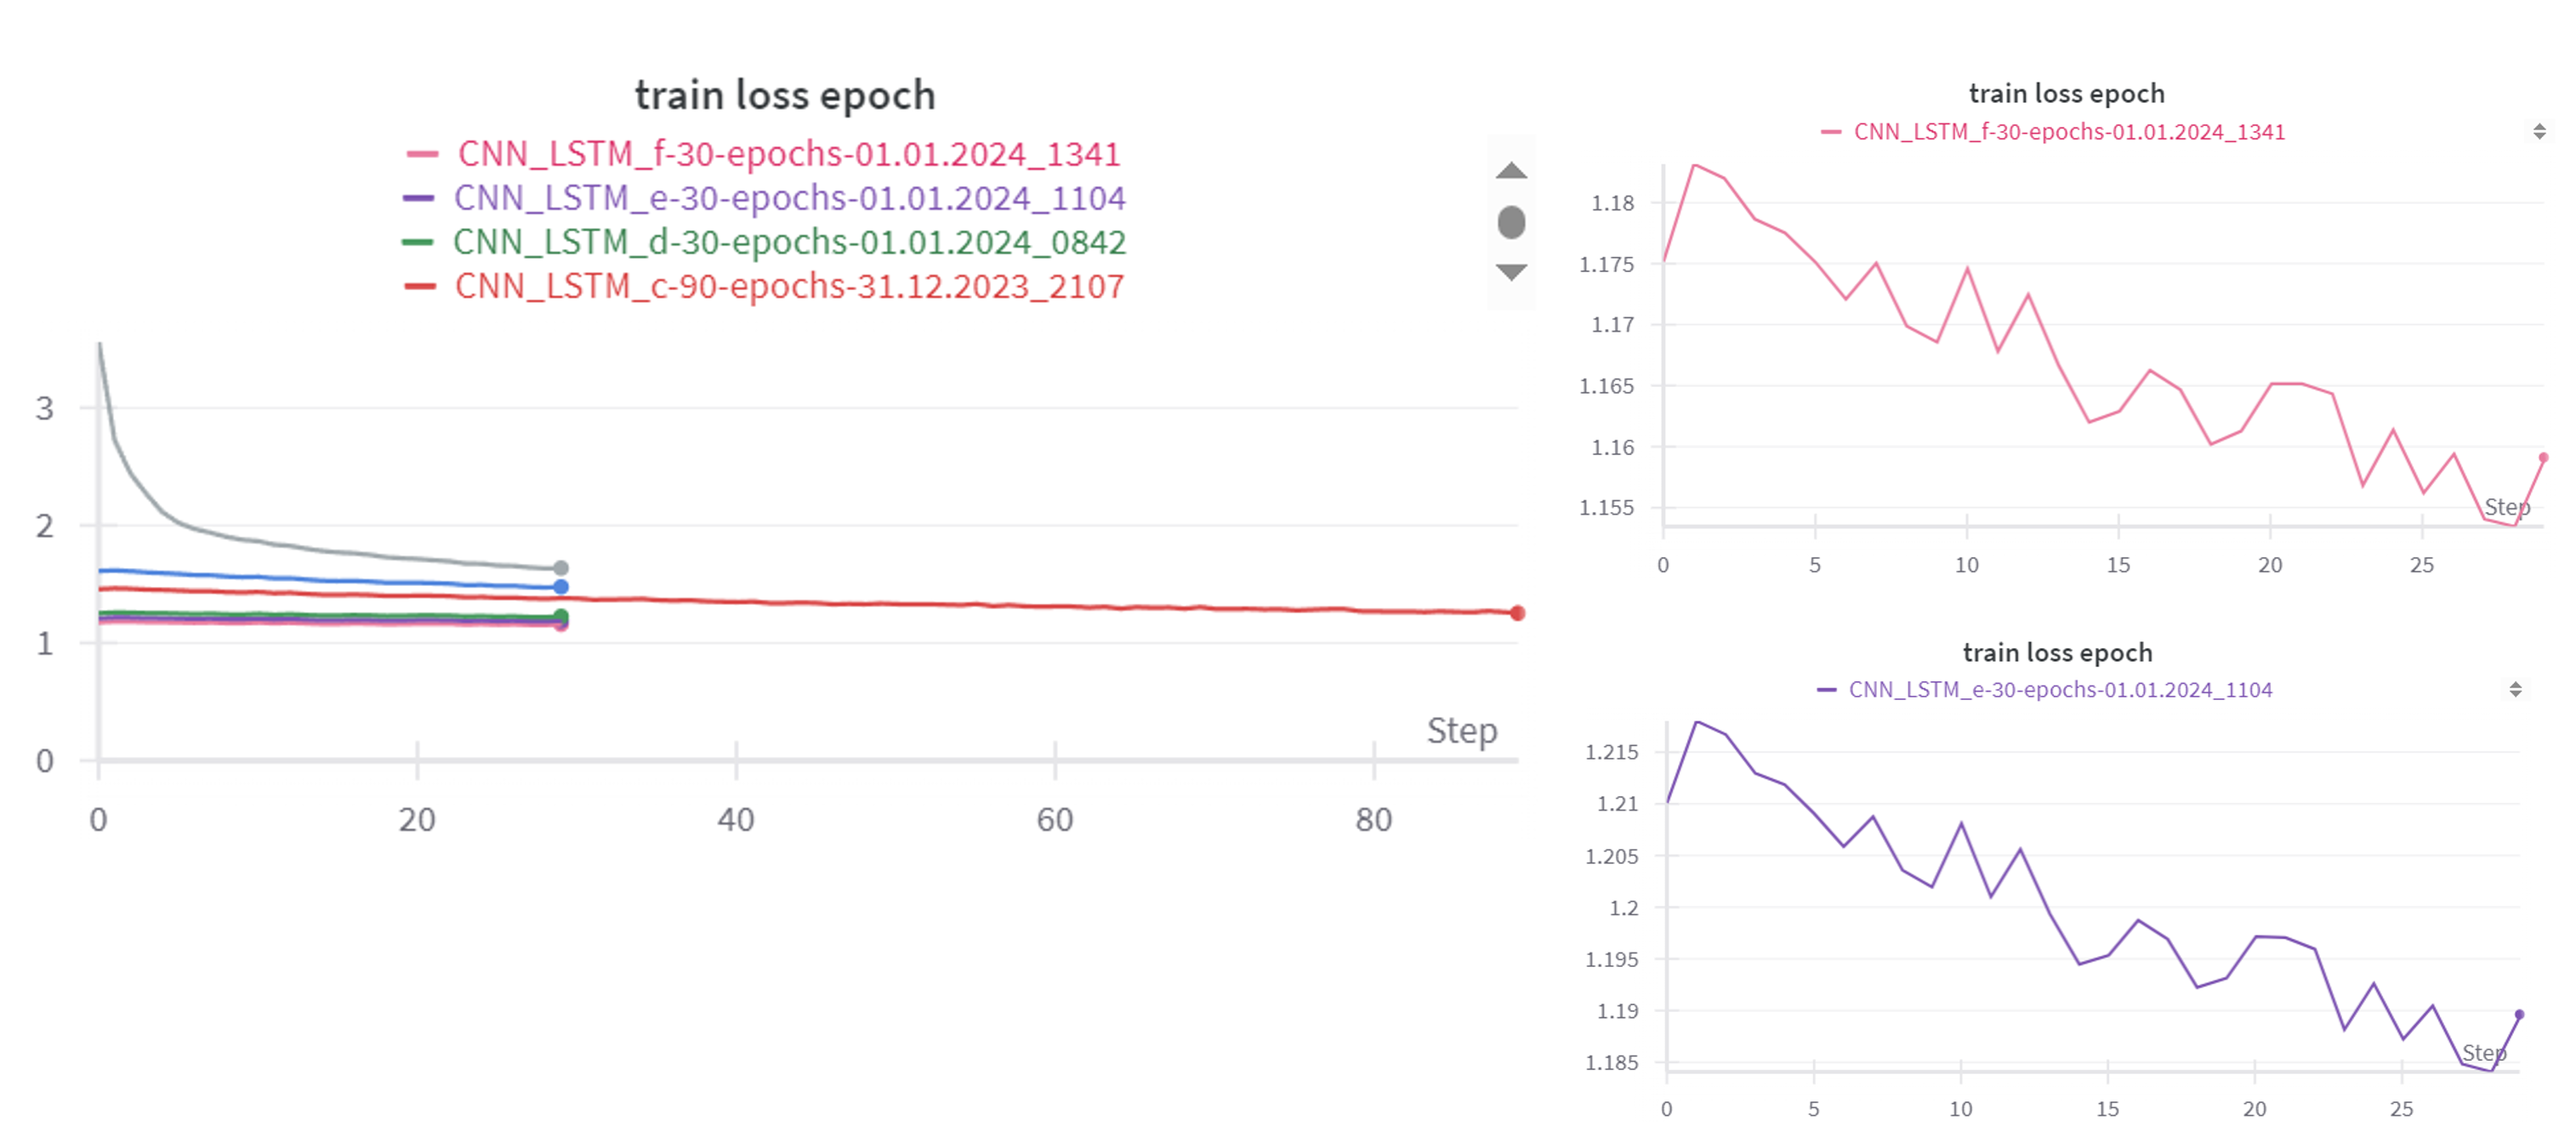 train loss epoch
CNN_LSTM_f-30-epochs-01.01.2024_1341
CNN_LSTM_e-30-epochs-01.01.2024_1104
CNN_LSTM_d-30-epochs-01.01.2024_0842
CNN_LSTM_c-90-epochs-31.12.2023_2107
3
2
1
0
Step
0 20 40 60 80
train loss epoch
CNN_LSTM_f-30-epochs-01.01.2024_1341
1.18
1.175
1.17
1.165
1.16
1.155
Step
0 5 10 15 20 25
train loss epoch
CNN_LSTM_e-30-epochs-01.01.2024_1104
1.215
1.21
1.205
1.2
1.195
1.19
1.185
Step
0 5 10 15 20 25